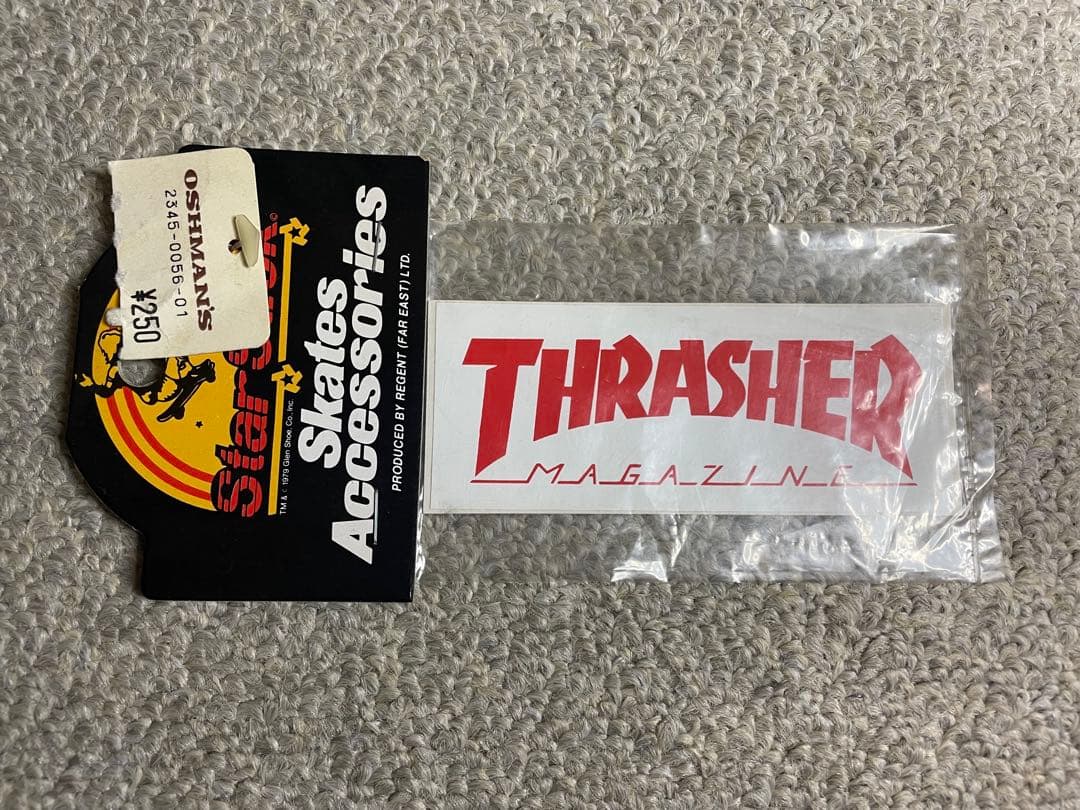 OSHMAN'S
2345-0056-01
¥250
Star
TM & © 1979 Glen Shoe. Co., Inc.
Skates
Accessories
PRODUCED BY REGENT (FAR EAST) LTD.
THRASHER
MAGAZINE